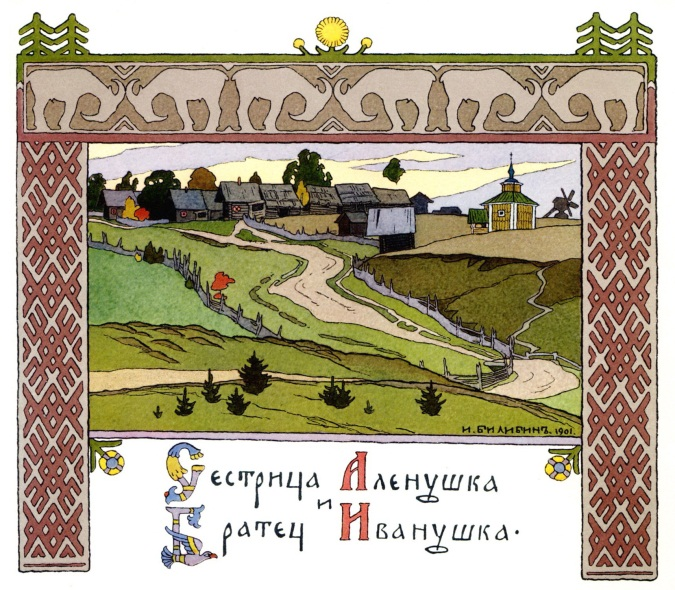 И. БИЛИБИНЪ. 1901.
Сестрица Аленушка
и
Братец Иванушка.